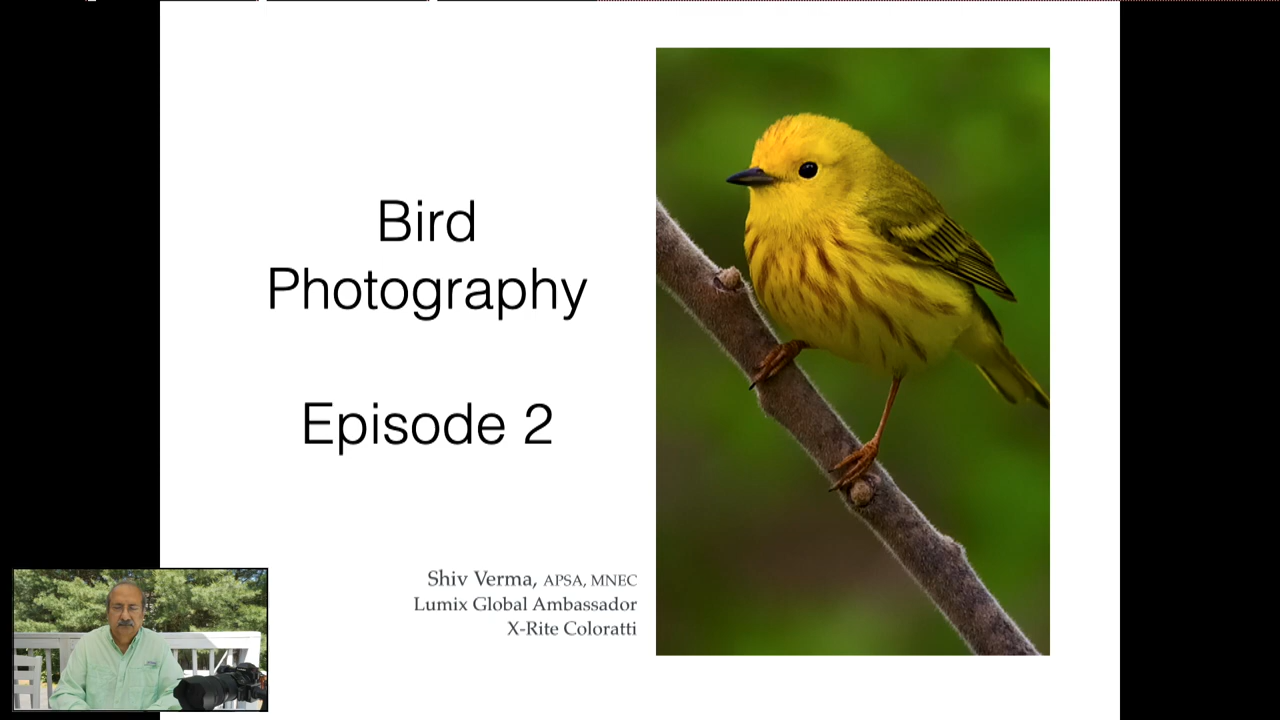 Bird
Photography
Episode 2
Shiv Verma, APSA, MNEC
Lumix Global Ambassador
X-Rite Coloratti